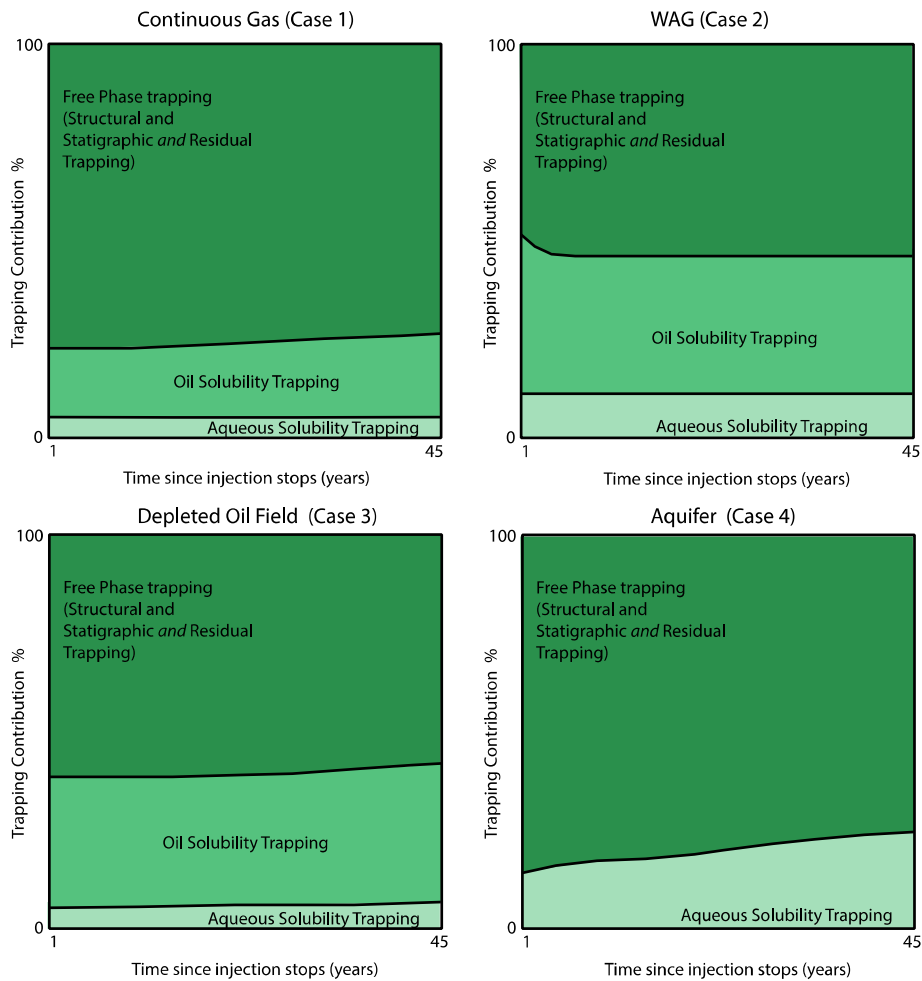 Continuous Gas (Case 1)
100
Free Phase trapping
(Structural and
Statigraphic and Residual
Trapping)
Oil Solubility Trapping
Aqueous Solubility Trapping
0
1
45
Trapping Contribution %
Time since injection stops (years)
WAG (Case 2)
100
Free Phase trapping
(Structural and
Statigraphic and Residual
Trapping)
Oil Solubility Trapping
Aqueous Solubility Trapping
0
1
45
Trapping Contribution %
Time since injection stops (years)
Depleted Oil Field (Case 3)
100
Free Phase trapping
(Structural and
Statigraphic and Residual
Trapping)
Oil Solubility Trapping
Aqueous Solubility Trapping
0
1
45
Trapping Contribution %
Time since injection stops (years)
Aquifer (Case 4)
100
Free Phase trapping
(Structural and
Statigraphic and Residual
Trapping)
Aqueous Solubility Trapping
0
1
45
Trapping Contribution %
Time since injection stops (years)